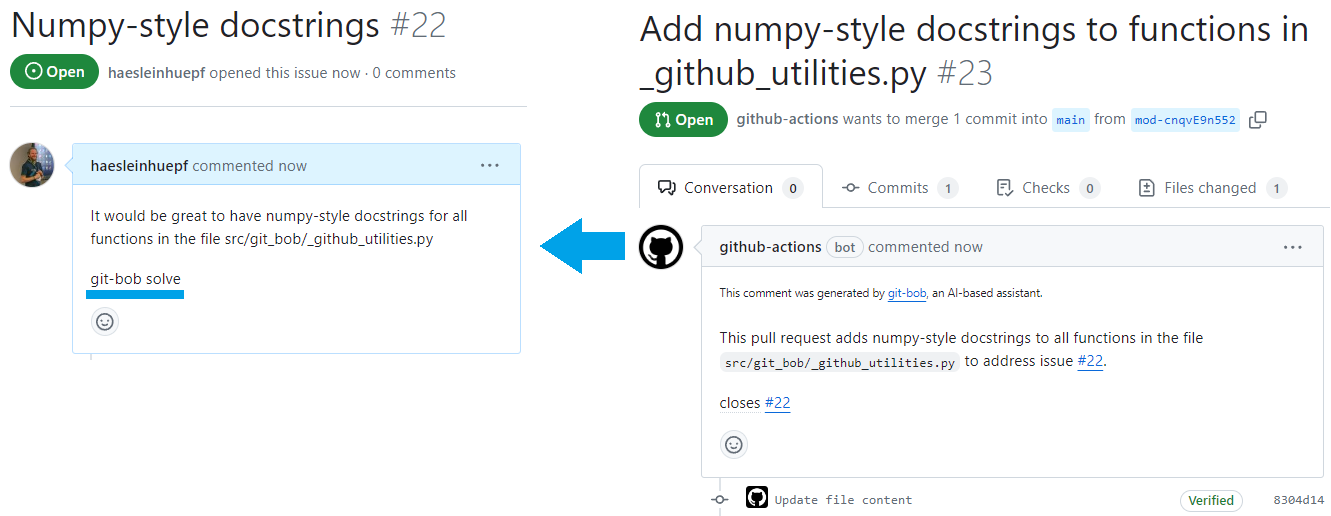 Numpy-style docstrings #22
Open haesleinhuepf opened this issue now · 0 comments
haesleinhuepf commented now
It would be great to have numpy-style docstrings for all
functions in the file src/git_bob/_github_utilities.py
git-bob solve
Add numpy-style docstrings to functions in
_github_utilities.py #23
Open github-actions wants to merge 1 commit into main from mod-cnqvE9n552
Conversation 0 Commits 1 Checks 0 Files changed 1
github-actions bot commented now
This comment was generated by git-bob, an AI-based assistant.
This pull request adds numpy-style docstrings to all functions in the file
src/git_bob/_github_utilities.py to address issue #22.
closes #22
Update file content Verified 8304d14